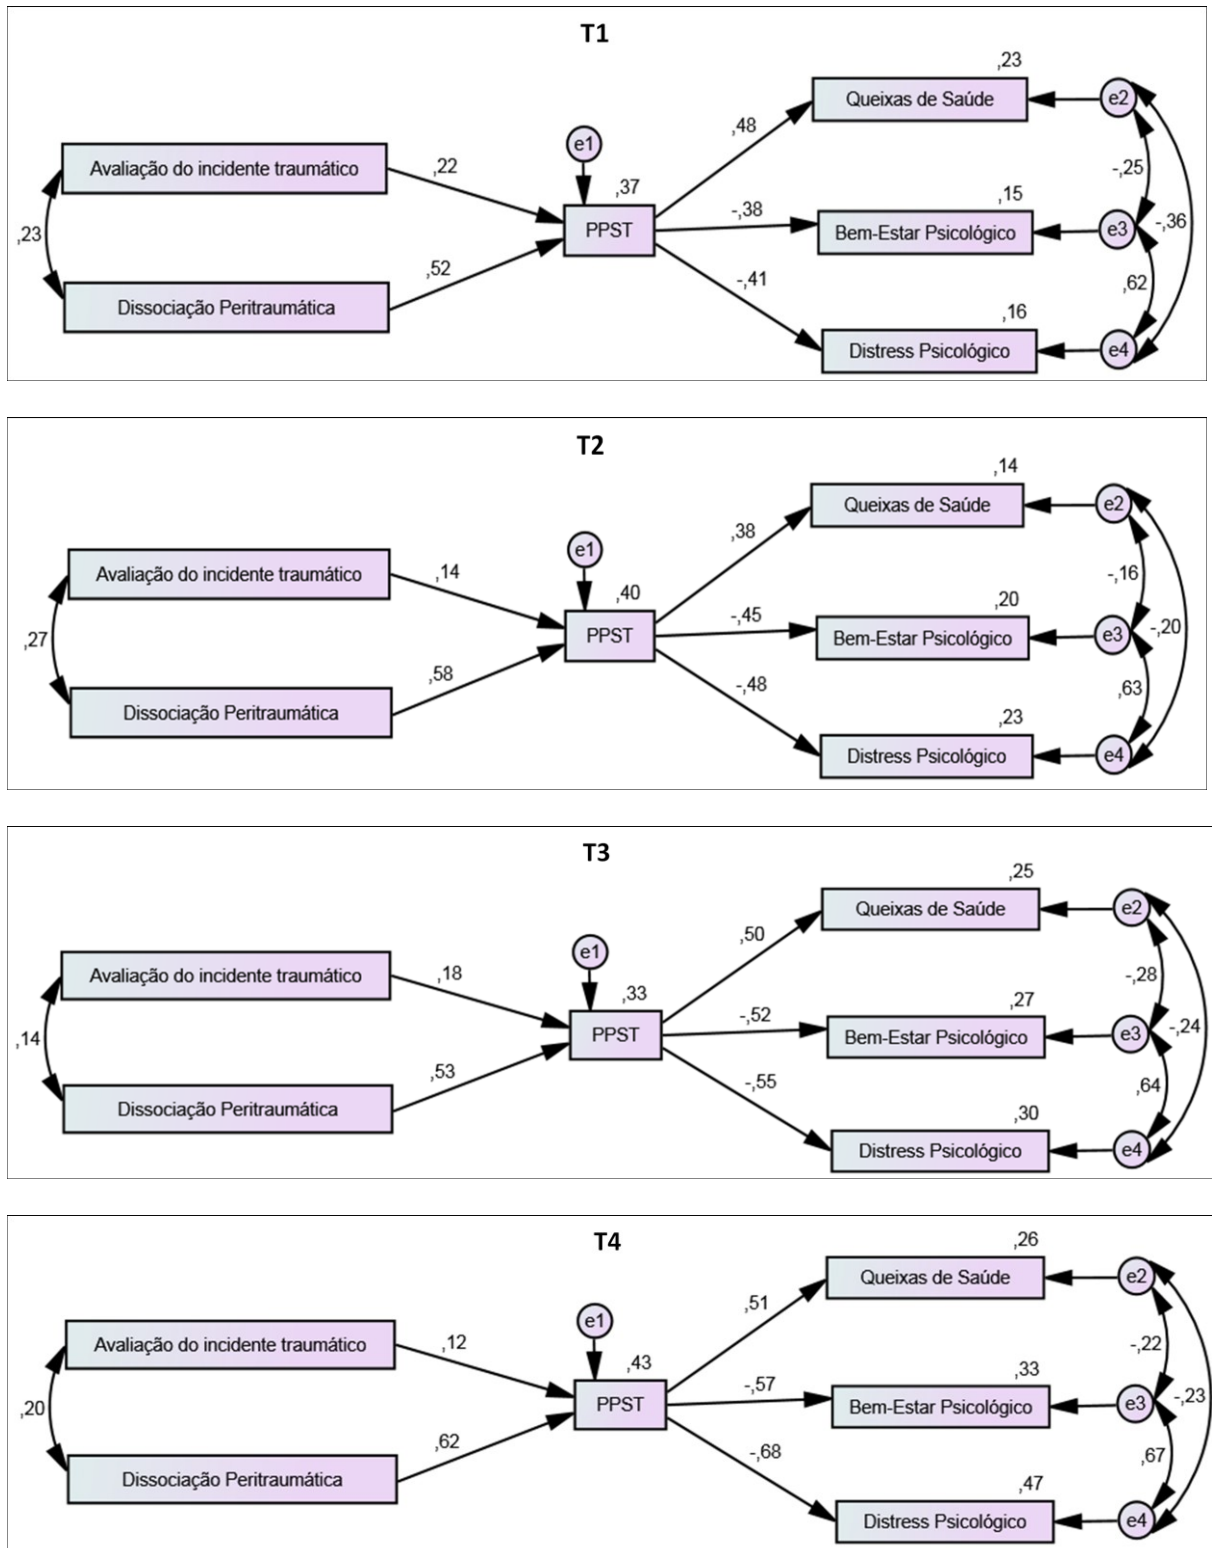 T1
,23
Queixas de Saúde
e2
,48
e1
Avaliação do incidente traumático
,22
,37
-,25
,15
-,38
PPST
Bem-Estar Psicológico
e3
-,36
,23
,52
-,41
,62
Dissociação Peritraumática
,16
Distress Psicológico
e4
T2
,14
Queixas de Saúde
e2
,38
e1
Avaliação do incidente traumático
,14
,40
-,16
,20
-,45
PPST
Bem-Estar Psicológico
e3
-,20
,27
,58
-,48
,63
Dissociação Peritraumática
,23
Distress Psicológico
e4
T3
,25
Queixas de Saúde
e2
,50
e1
Avaliação do incidente traumático
,18
,33
-,28
,27
-,52
PPST
Bem-Estar Psicológico
e3
-,24
,14
,53
-,55
,64
Dissociação Peritraumática
,30
Distress Psicológico
e4
T4
,26
Queixas de Saúde
e2
,51
e1
Avaliação do incidente traumático
,12
,43
-,22
,33
-,57
PPST
Bem-Estar Psicológico
e3
-,23
,20
,62
-,68
,67
Dissociação Peritraumática
,47
Distress Psicológico
e4